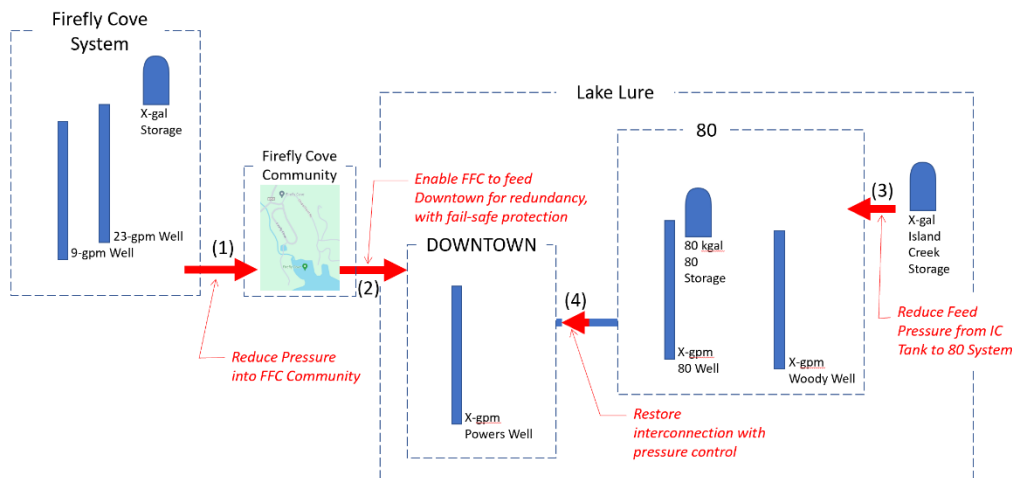 Firefly Cove
System
X-gal
Storage
23-gpm Well
9-gpm Well
(1)
Reduce Pressure
into FFC Community
Firefly Cove
Community
Enable FFC to feed
Downtown for redundancy,
with fail-safe protection
(2)
Lake Lure
DOWNTOWN
X-gpm
Powers Well
(4)
Restore
interconnection with
pressure control
80
80 kgal
80
Storage
X-gpm
80 Well
X-gpm
Woody Well
(3)
X-gal
Island
Creek
Storage
Reduce Feed
Pressure from IC
Tank to 80 System